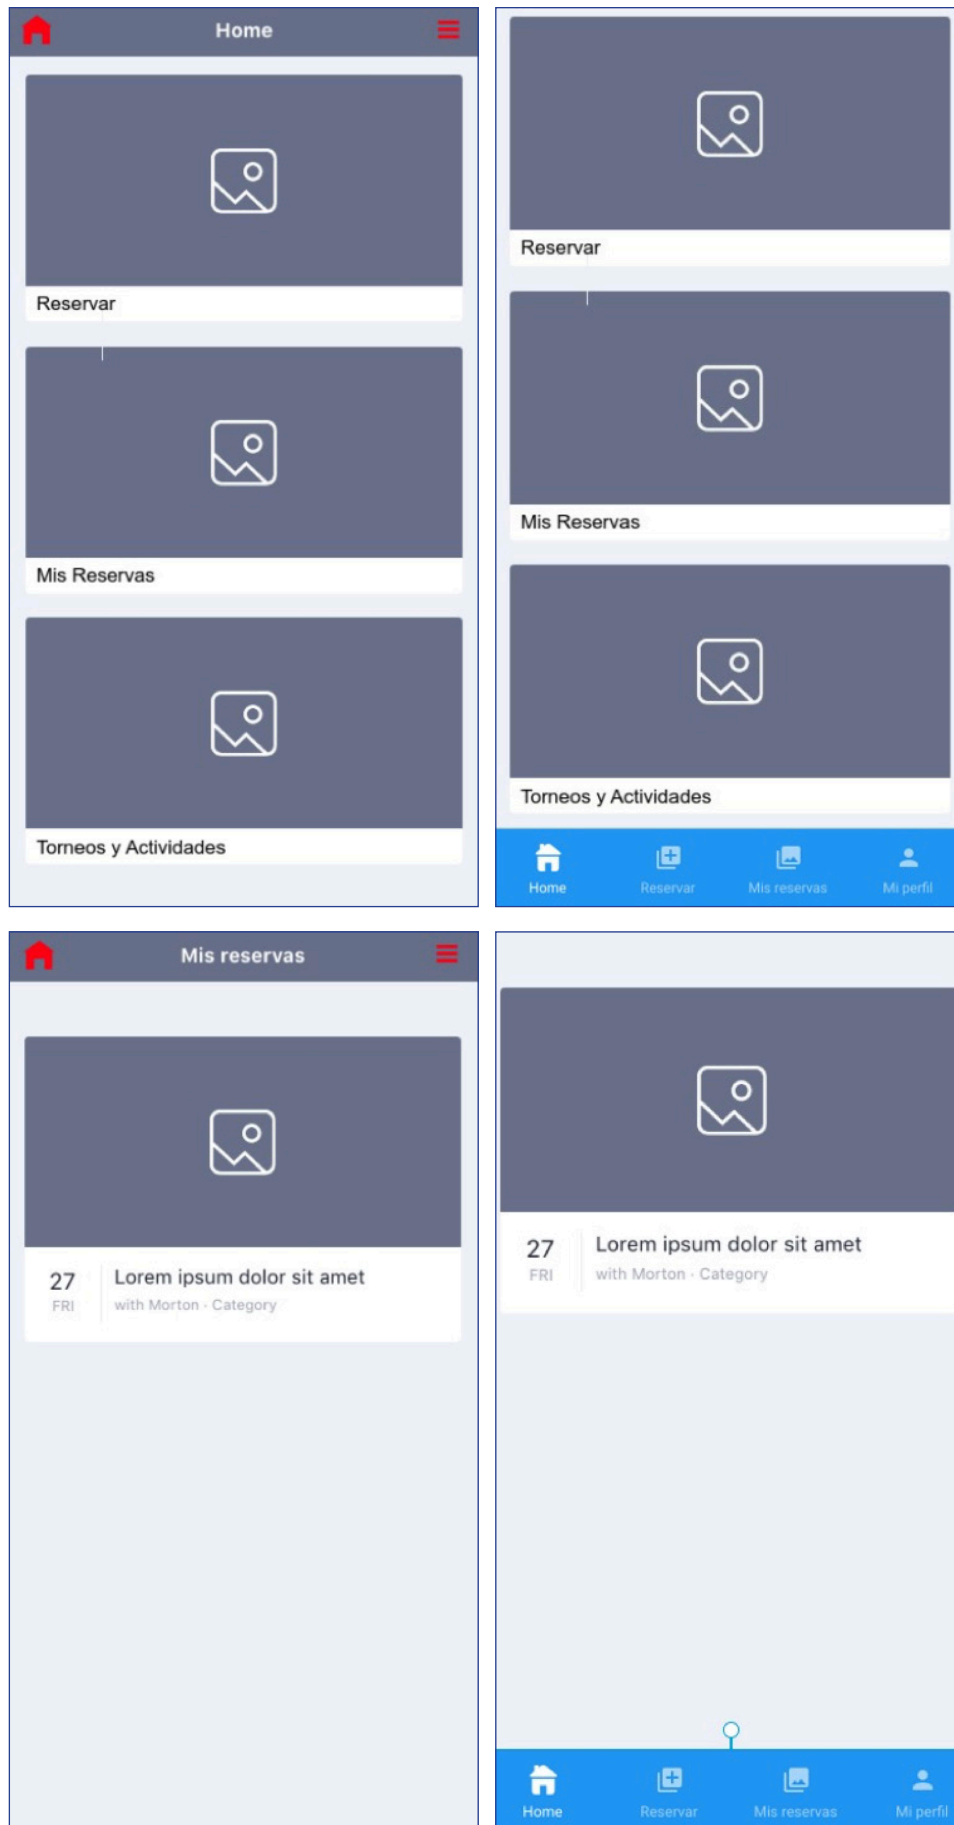 Home
Reservar
Mis Reservas
Torneos y Actividades
Reservar
Mis Reservas
Torneos y Actividades
Home Reservar Mis reservas Mi perfil
Mis reservas
27 Lorem ipsum dolor sit amet
FRI with Morton · Category
27 Lorem ipsum dolor sit amet
FRI with Morton · Category
Home Reservar Mis reservas Mi perfil